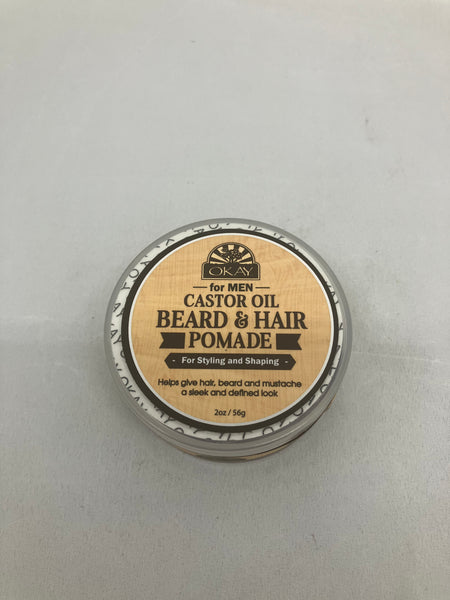 OKAY
for MEN
CASTOR OIL
BEARD & HAIR
POMADE
- For Styling and Shaping -
Helps give hair, beard and mustache
a sleek and defined look
2oz / 56g